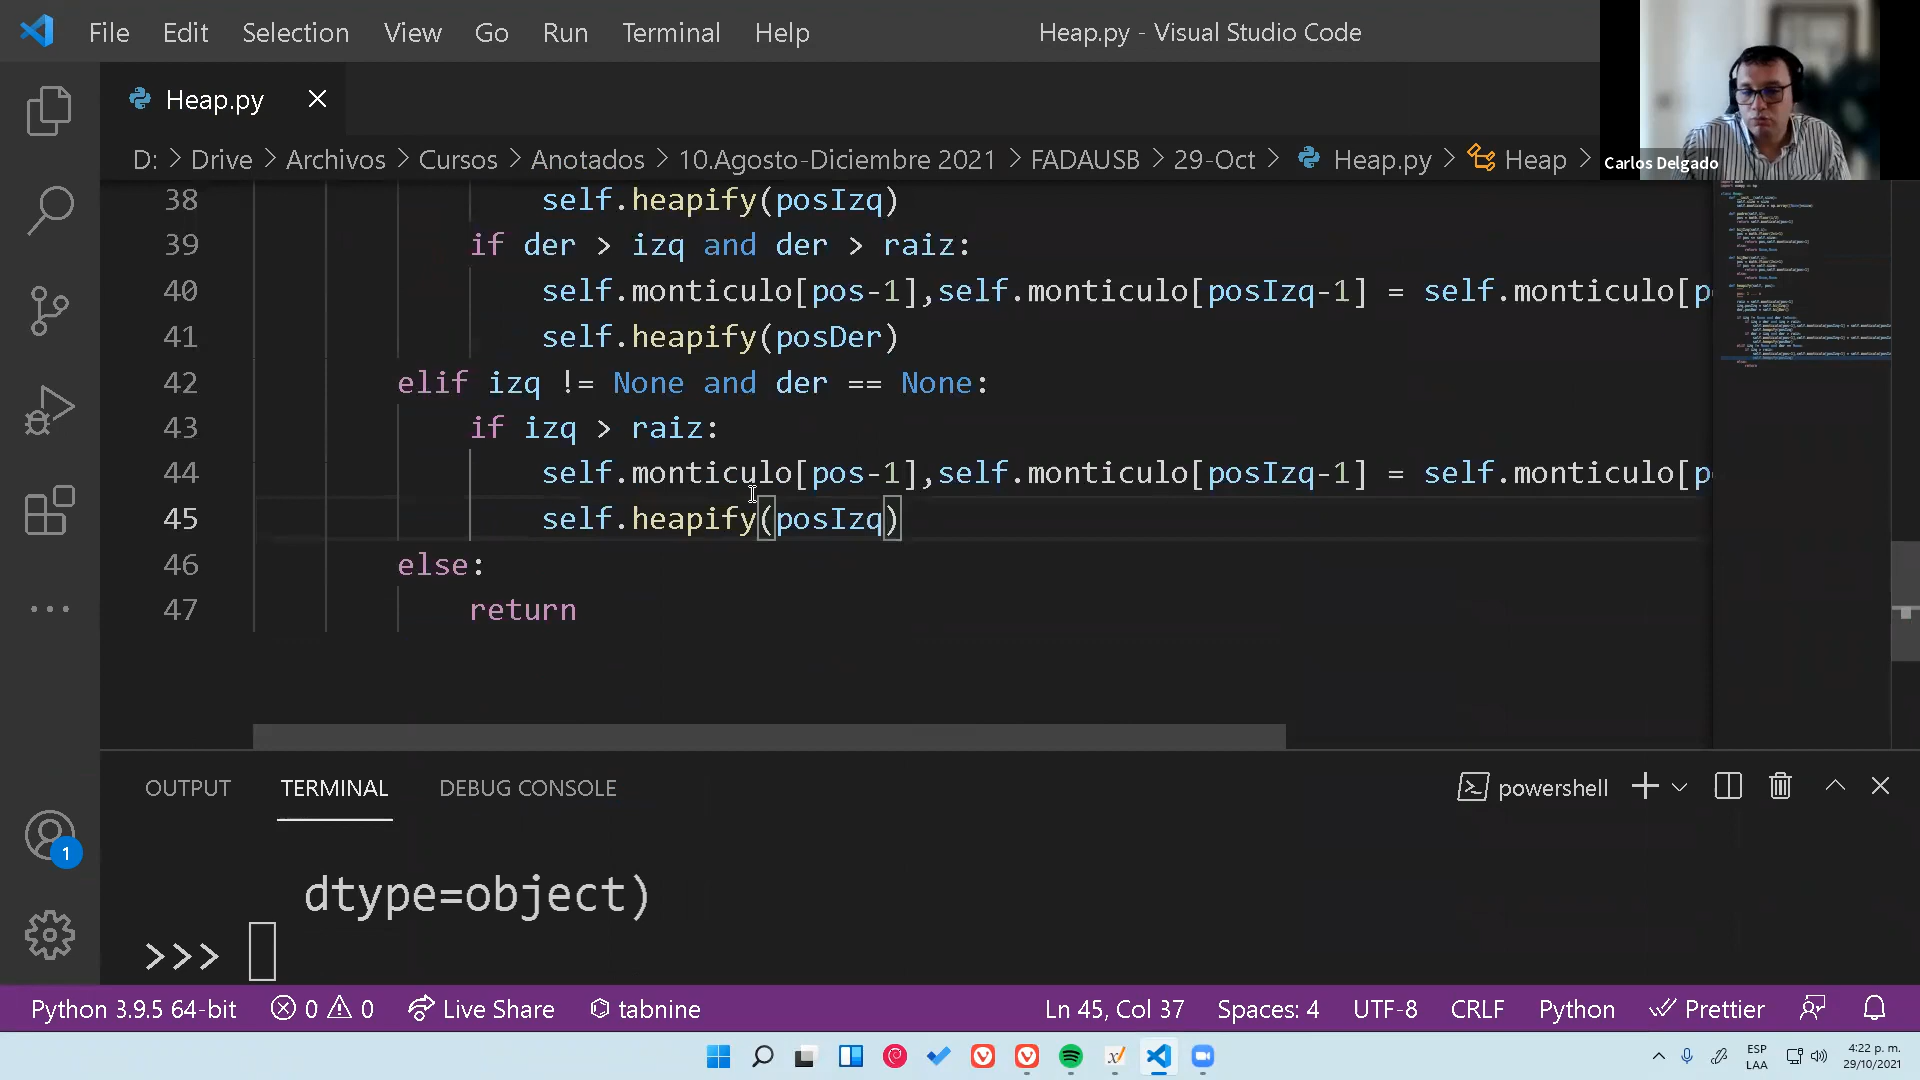 File Edit Selection View Go Run Terminal Help Heap.py - Visual Studio Code
Heap.py
D: > Drive > Archivos > Cursos > Anotados > 10.Agosto-Diciembre 2021 > FADAUSB > 29-Oct > Heap.py > Heap >
Carlos Delgado
38 self.heapify(posIzq)
39 if der > izq and der > raiz:
40 self.monticulo[pos-1],self.monticulo[posIzq-1] = self.monticulo[p
41 self.heapify(posDer)
42 elif izq != None and der == None:
43 if izq > raiz:
44 self.monticulo[pos-1],self.monticulo[posIzq-1] = self.monticulo[p
45 self.heapify(posIzq)
46 else:
47 return
OUTPUT TERMINAL DEBUG CONSOLE powershell
dtype=object)
>>>
1
Python 3.9.5 64-bit 0 0 Live Share tabnine Ln 45, Col 37 Spaces: 4 UTF-8 CRLF Python Prettier
ESP
LAA
4:22 p. m.
29/10/2021